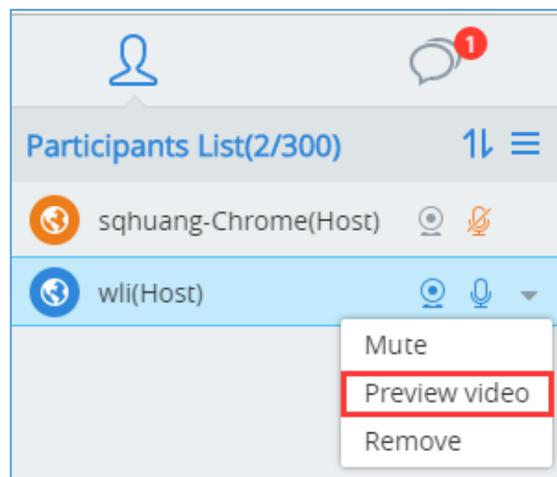 1
Participants List(2/300)
sqhuang-Chrome(Host)
wli(Host)
Mute
Preview video
Remove